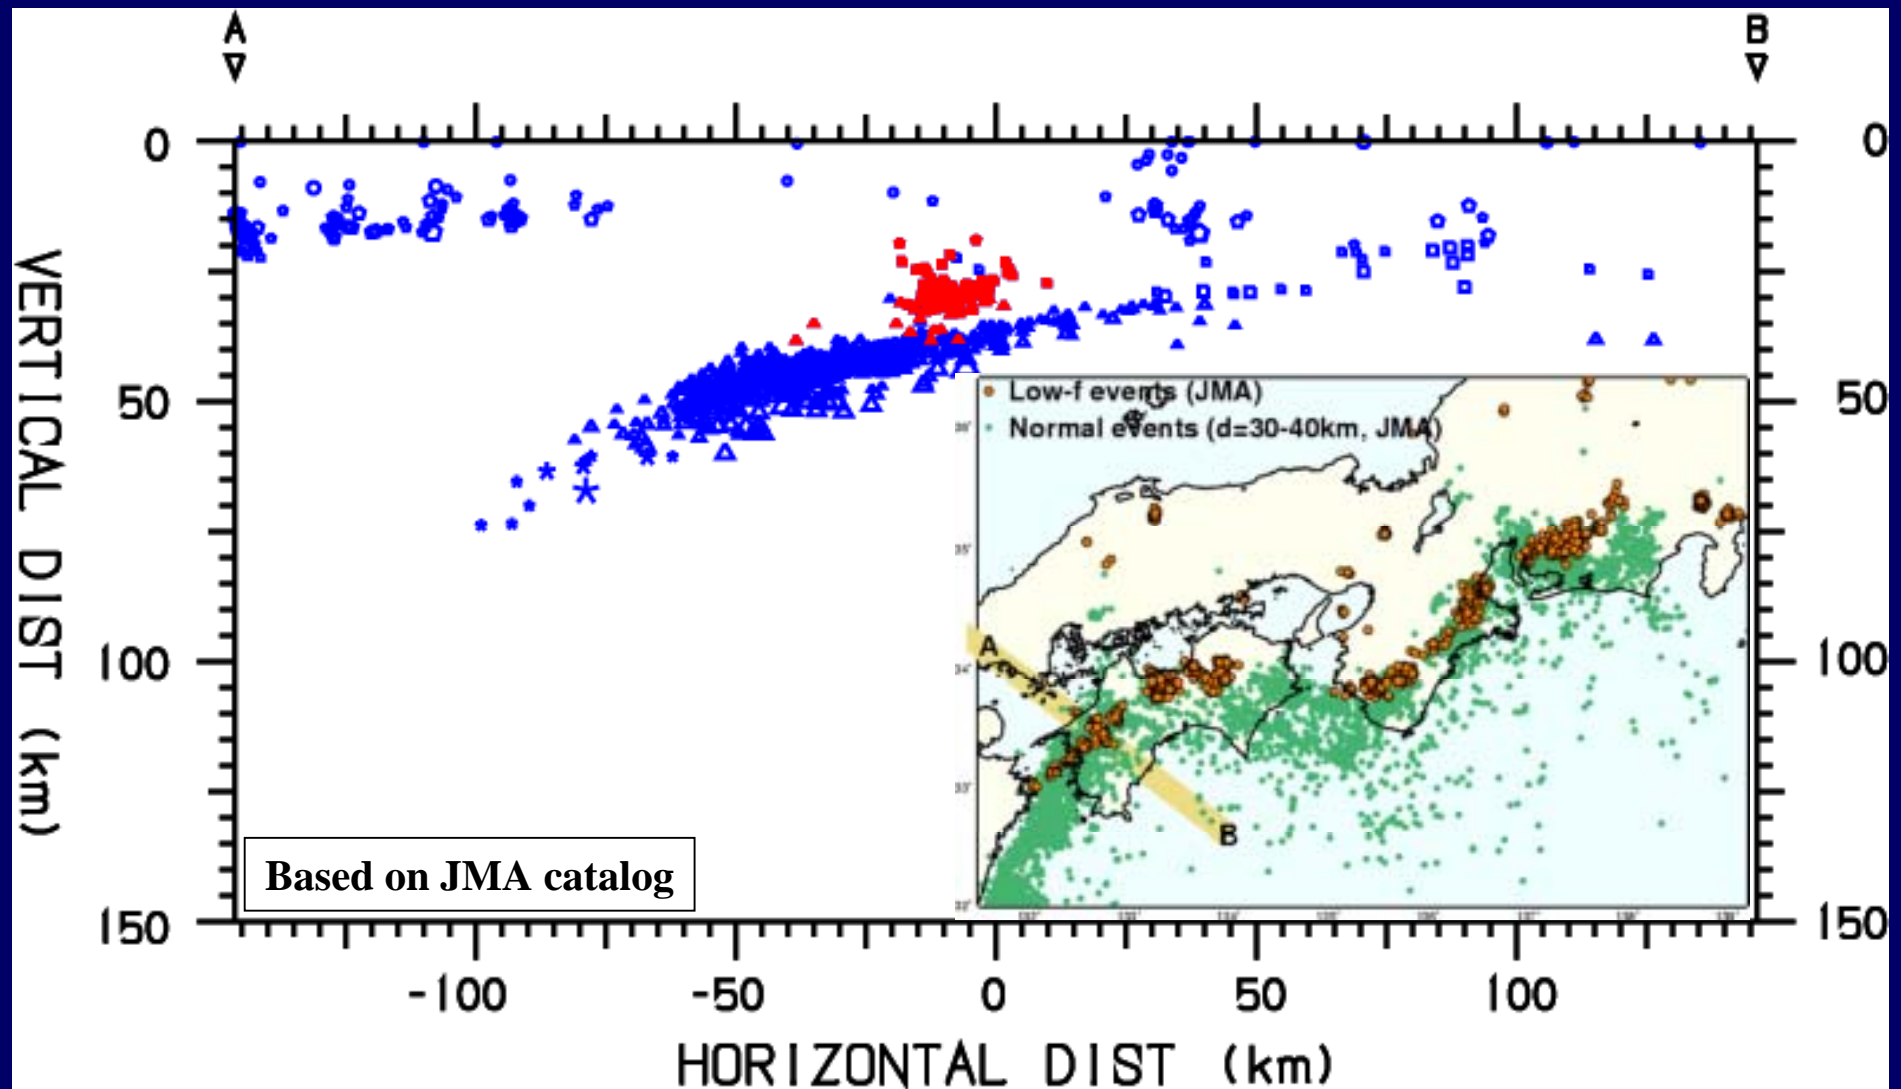 A
B
0
0
50
50
100
100
150
150
VERTICAL DIST (km)
Low-f events (JMA)
Normal events (d=30-40km, JMA)
A
B
Based on JMA catalog
-100
-50
0
50
100
HORIZONTAL DIST (km)